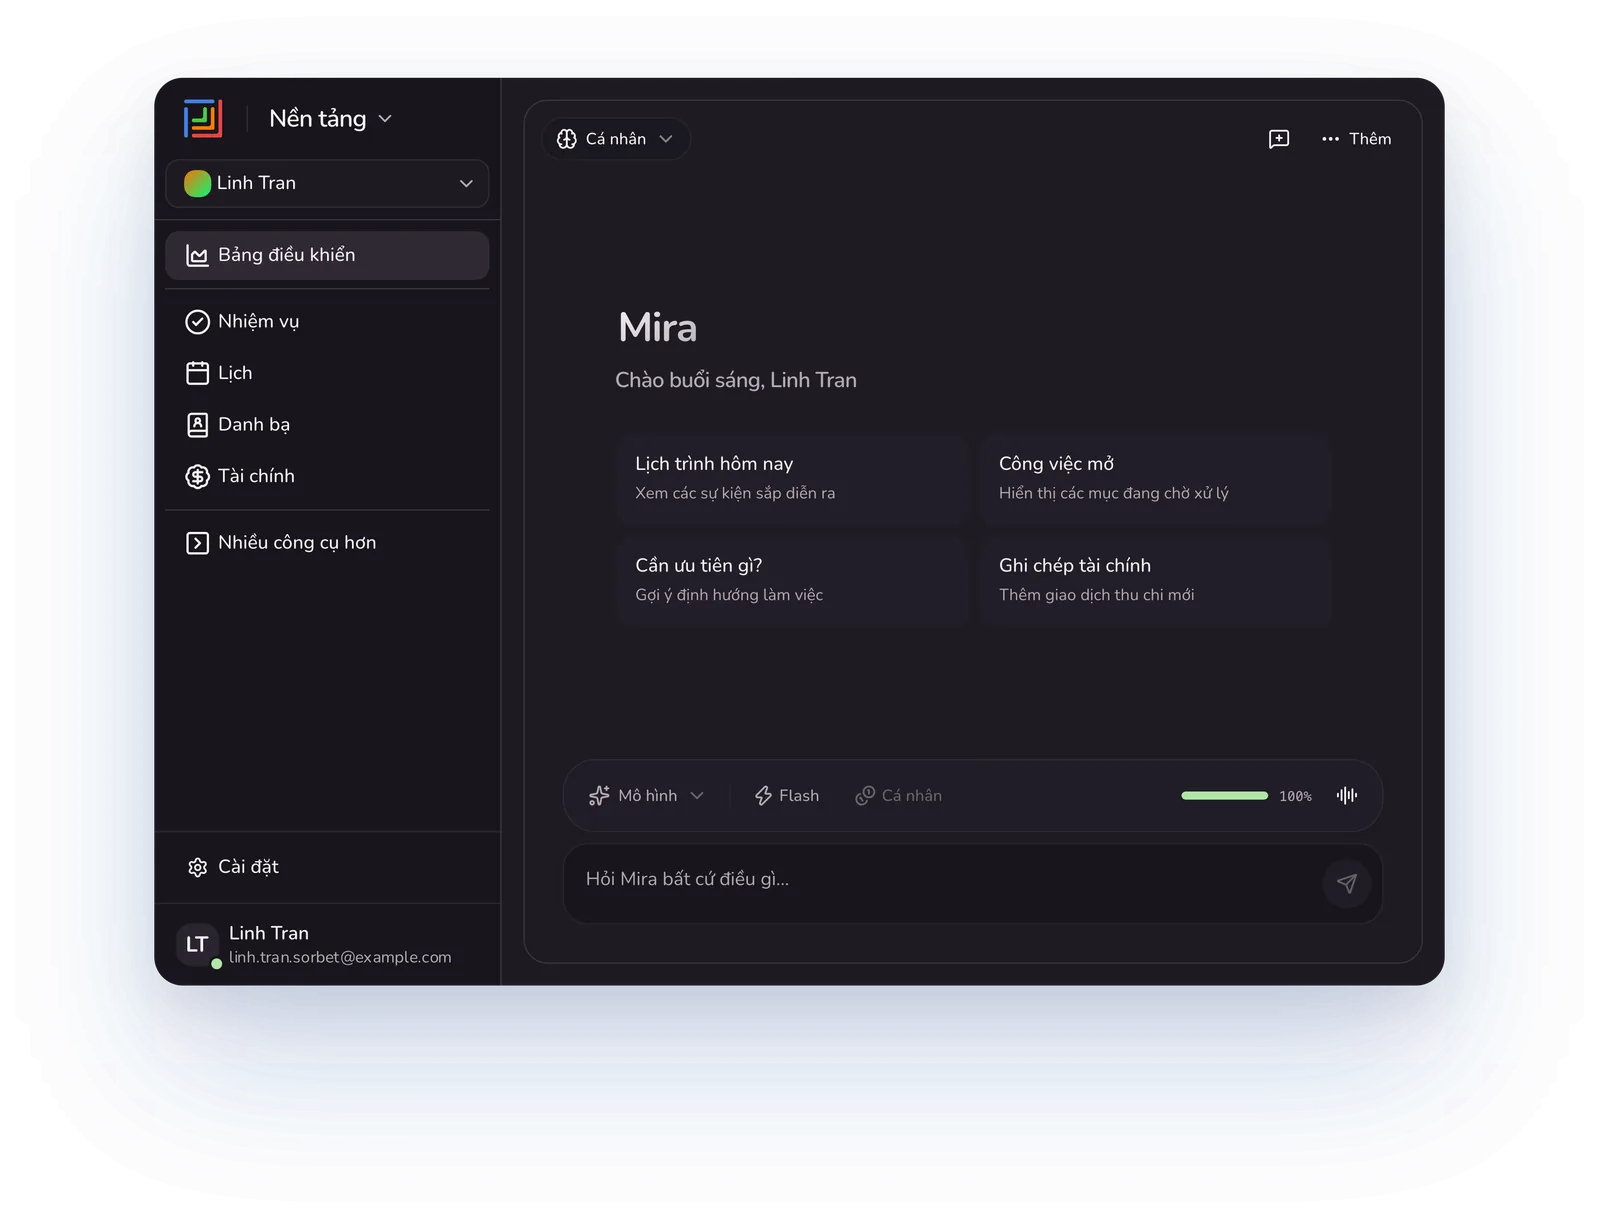 Nền tảng
Linh Tran
Bảng điều khiển
Nhiệm vụ
Lịch
Danh bạ
Tài chính
Nhiều công cụ hơn
Cài đặt
LT
Linh Tran
linh.tran.sorbet@example.com
Cá nhân
Thêm
Mira
Chào buổi sáng, Linh Tran
Lịch trình hôm nay
Xem các sự kiện sắp diễn ra
Công việc mở
Hiển thị các mục đang chờ xử lý
Cần ưu tiên gì?
Gợi ý định hướng làm việc
Ghi chép tài chính
Thêm giao dịch thu chi mới
Mô hình
Flash
Cá nhân
100%
Hỏi Mira bất cứ điều gì...